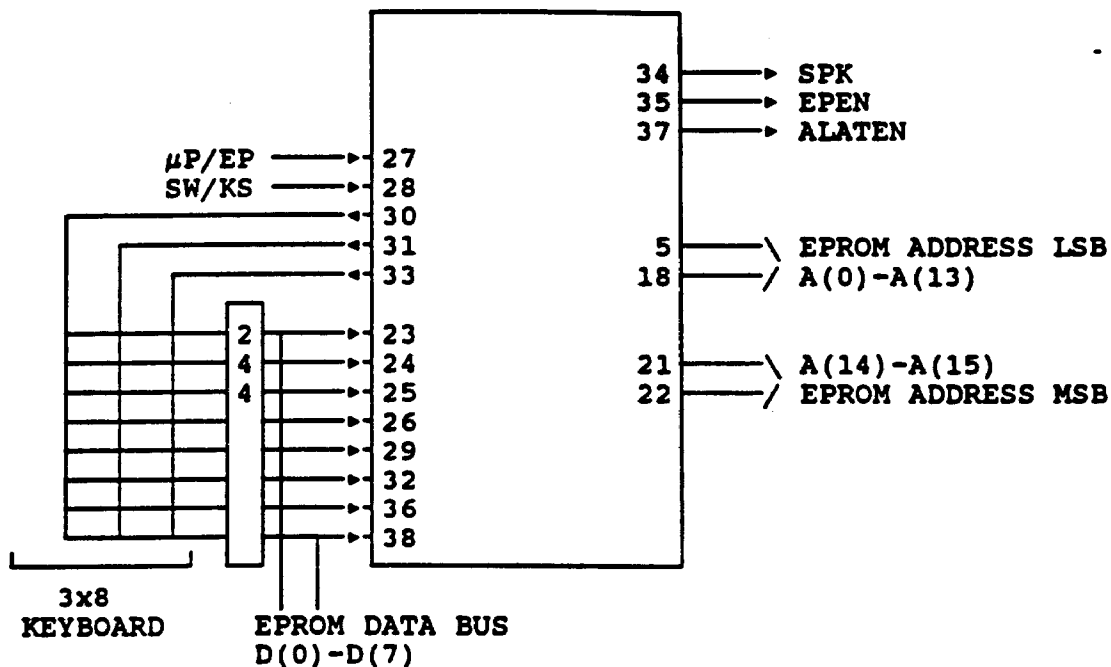 34 SPK
35 EPEN
37 ALATEN
µP/EP 27
SW/KS 28
30
31
33
5 EPROM ADDRESS LSB
18 A(0)-A(13)
2 23
4 24
4 25
26
29
32
36
38
21 A(14)-A(15)
22 EPROM ADDRESS MSB
3x8
KEYBOARD
EPROM DATA BUS
D(0)-D(7)